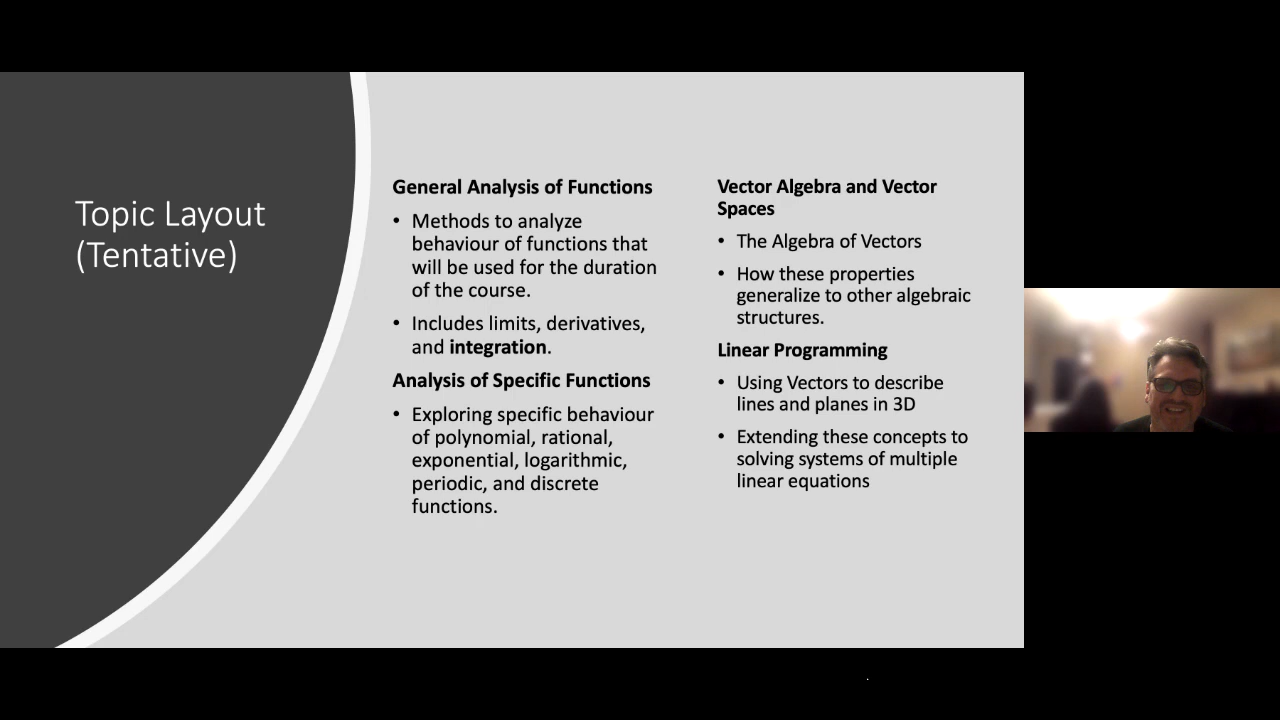 Topic Layout
(Tentative)
General Analysis of Functions
• Methods to analyze
behaviour of functions that
will be used for the duration
of the course.
• Includes limits, derivatives,
and integration.
Analysis of Specific Functions
• Exploring specific behaviour
of polynomial, rational,
exponential, logarithmic,
periodic, and discrete
functions.
Vector Algebra and Vector
Spaces
• The Algebra of Vectors
• How these properties
generalize to other algebraic
structures.
Linear Programming
• Using Vectors to describe
lines and planes in 3D
• Extending these concepts to
solving systems of multiple
linear equations